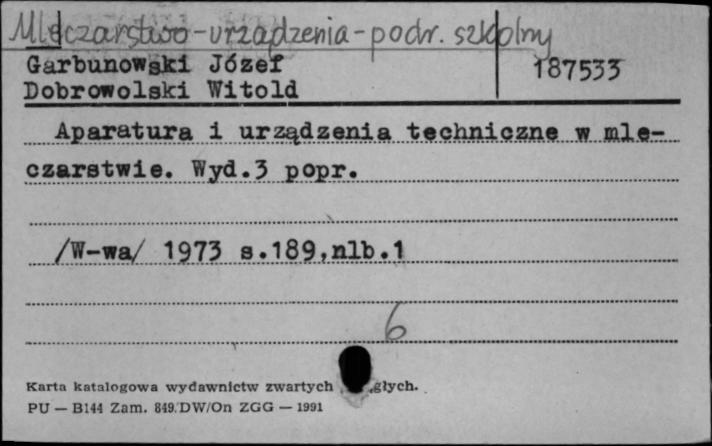 Mleczarstwo - urządzenia - podr. szkolny
Garbunowski Józef
187533
Dobrowolski Witold
Aparatura i urządzenia techniczne w mle-
czarstwie. Wyd.3 popr.
/W-wa/ 1973 s.189,nlb.1
6
Karta katalogowa wydawnictw zwartych głych.
PU — B144 Zam. 849. DW/On ZGG — 1991